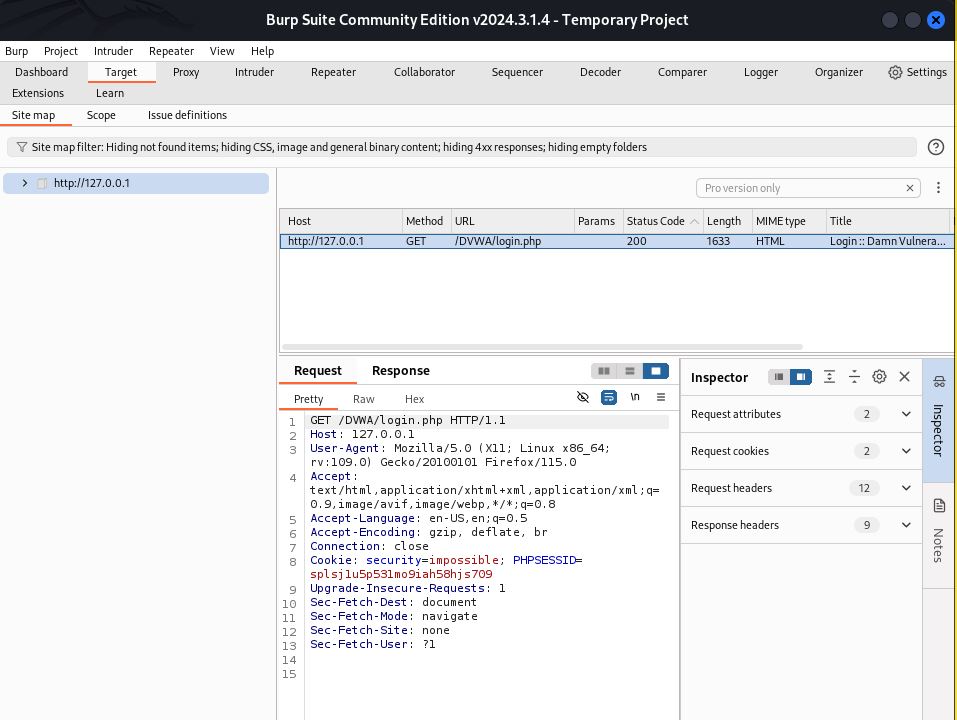 Burp Suite Community Edition v2024.3.1.4 - Temporary Project
Burp Project Intruder Repeater View Help
Dashboard Target Proxy Intruder Repeater Collaborator Sequencer Decoder Comparer Logger Organizer Settings
Extensions Learn
Site map Scope Issue definitions
Site map filter: Hiding not found items; hiding CSS, image and general binary content; hiding 4xx responses; hiding empty folders
http://127.0.0.1
Pro version only
Host Method URL Params Status Code Length MIME type Title
http://127.0.0.1 GET /DVWA/login.php 200 1633 HTML Login :: Damn Vulnera...
Request Response
Pretty Raw Hex
\n
1 GET /DVWA/login.php HTTP/1.1
2 Host: 127.0.0.1
3 User-Agent: Mozilla/5.0 (X11; Linux x86_64;
rv:109.0) Gecko/20100101 Firefox/115.0
4 Accept:
text/html,application/xhtml+xml,application/xml;q=
0.9,image/avif,image/webp,*/*;q=0.8
5 Accept-Language: en-US,en;q=0.5
6 Accept-Encoding: gzip, deflate, br
7 Connection: close
8 Cookie: security=impossible; PHPSESSID=
splsj1u5p531mo9iah58hjs709
9 Upgrade-Insecure-Requests: 1
10 Sec-Fetch-Dest: document
11 Sec-Fetch-Mode: navigate
12 Sec-Fetch-Site: none
13 Sec-Fetch-User: ?1
14
15
Inspector
Request attributes 2
Request cookies 2
Request headers 12
Response headers 9
Inspector
Notes